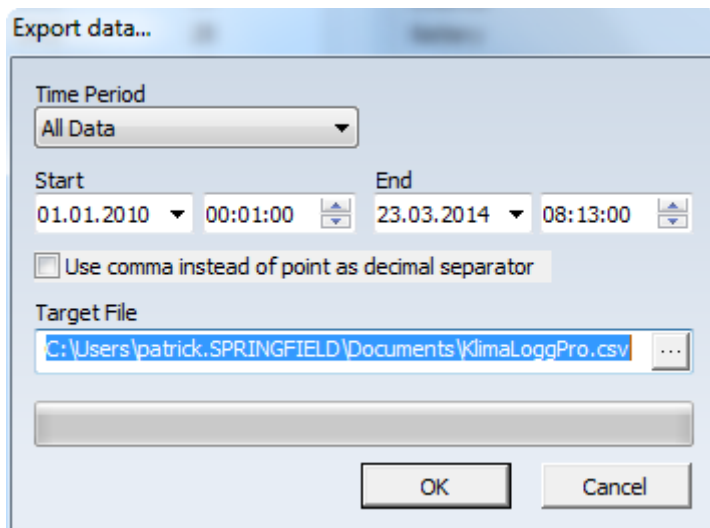 Export data...
Time Period
All Data
Start End
01.01.2010 00:01:00 23.03.2014 08:13:00
Use comma instead of point as decimal separator
Target File
C:\Users\patrick.SPRINGFIELD\Documents\KlimaLoggPro.csv ...
OK Cancel